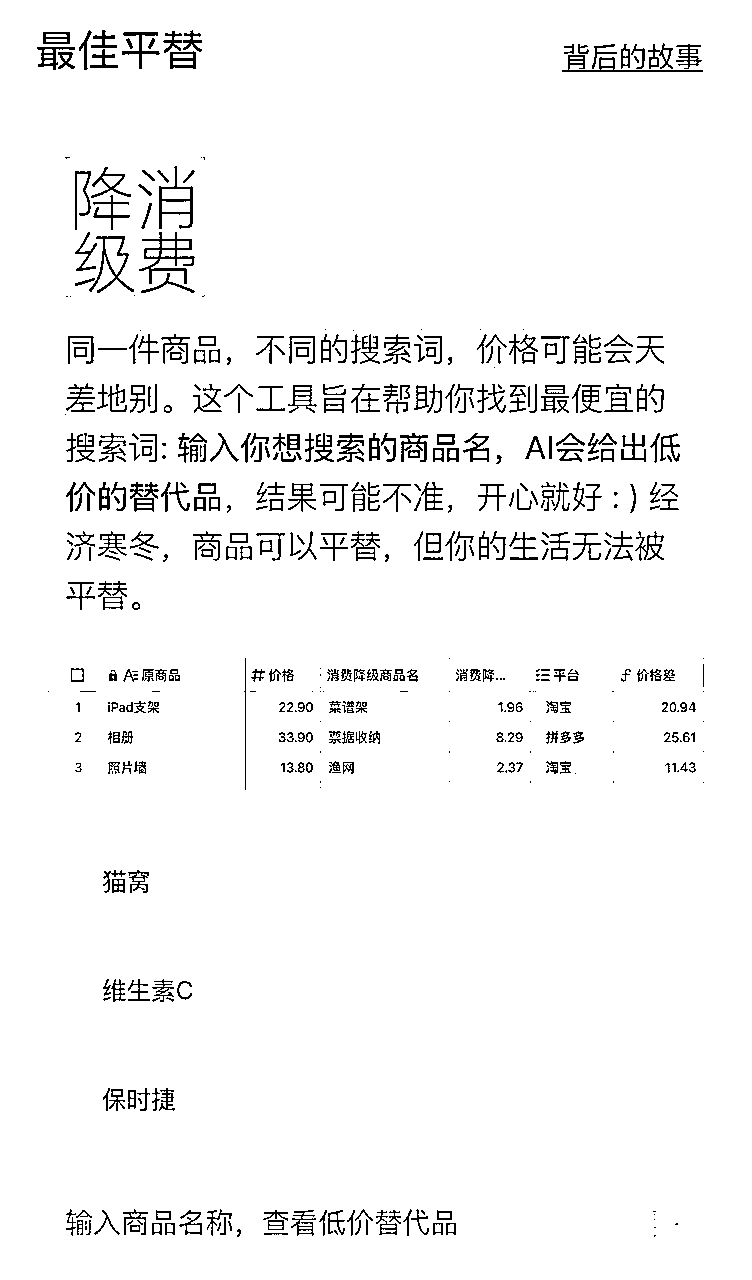 最佳平替
背后的故事
降消
级费
同一件商品，不同的搜索词，价格可能会天
差地别。这个工具旨在帮助你找到最便宜的
搜索词: 输入你想搜索的商品名，AI会给出低
价的替代品，结果可能不准，开心就好 : ) 经
济寒冬，商品可以平替，但你的生活无法被
平替。
原商品 价格 消费降级商品名 消费降... 平台 价格差
1 iPad支架 22.90 菜谱架 1.96 淘宝 20.94
2 相册 33.90 票据收纳 8.29 拼多多 25.61
3 照片墙 13.80 渔网 2.37 淘宝 11.43
猫窝
维生素C
保时捷
输入商品名称，查看低价替代品